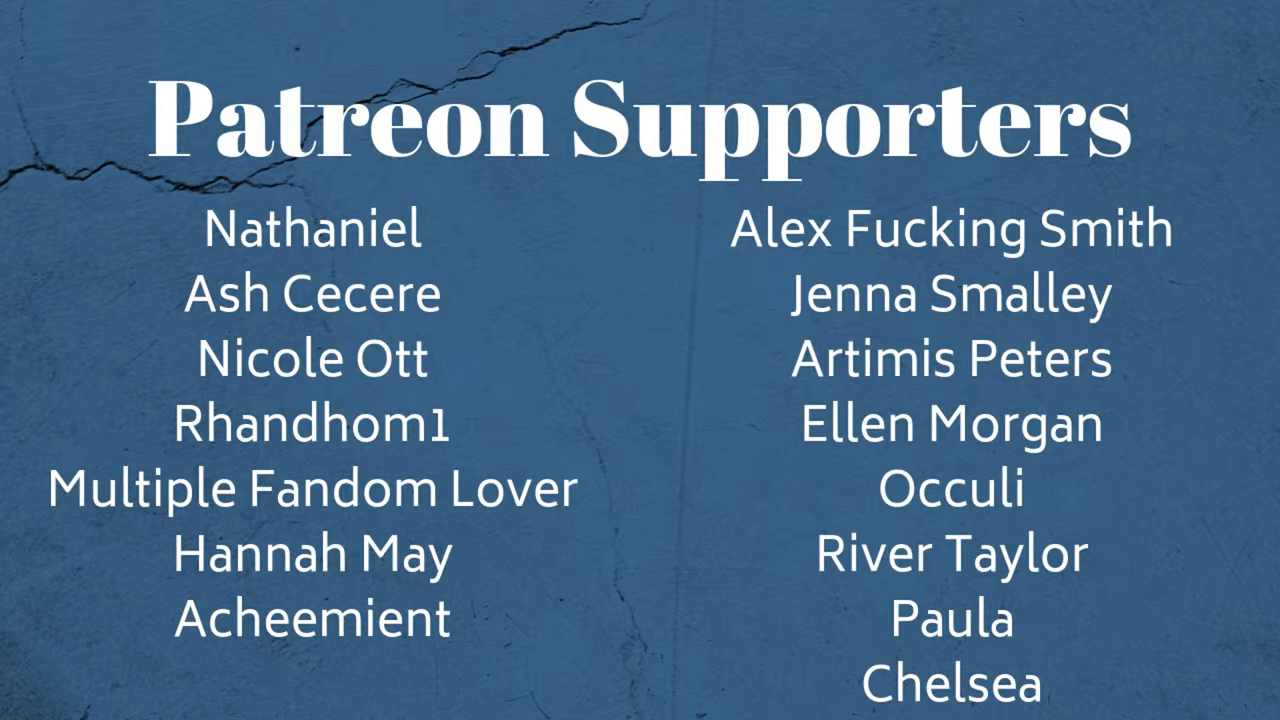 Patreon Supporters
Nathaniel
Ash Cecere
Nicole Ott
Rhandhom1
Multiple Fandom Lover
Hannah May
Acheemient
Alex Fucking Smith
Jenna Smalley
Artimis Peters
Ellen Morgan
Occuli
River Taylor
Paula
Chelsea